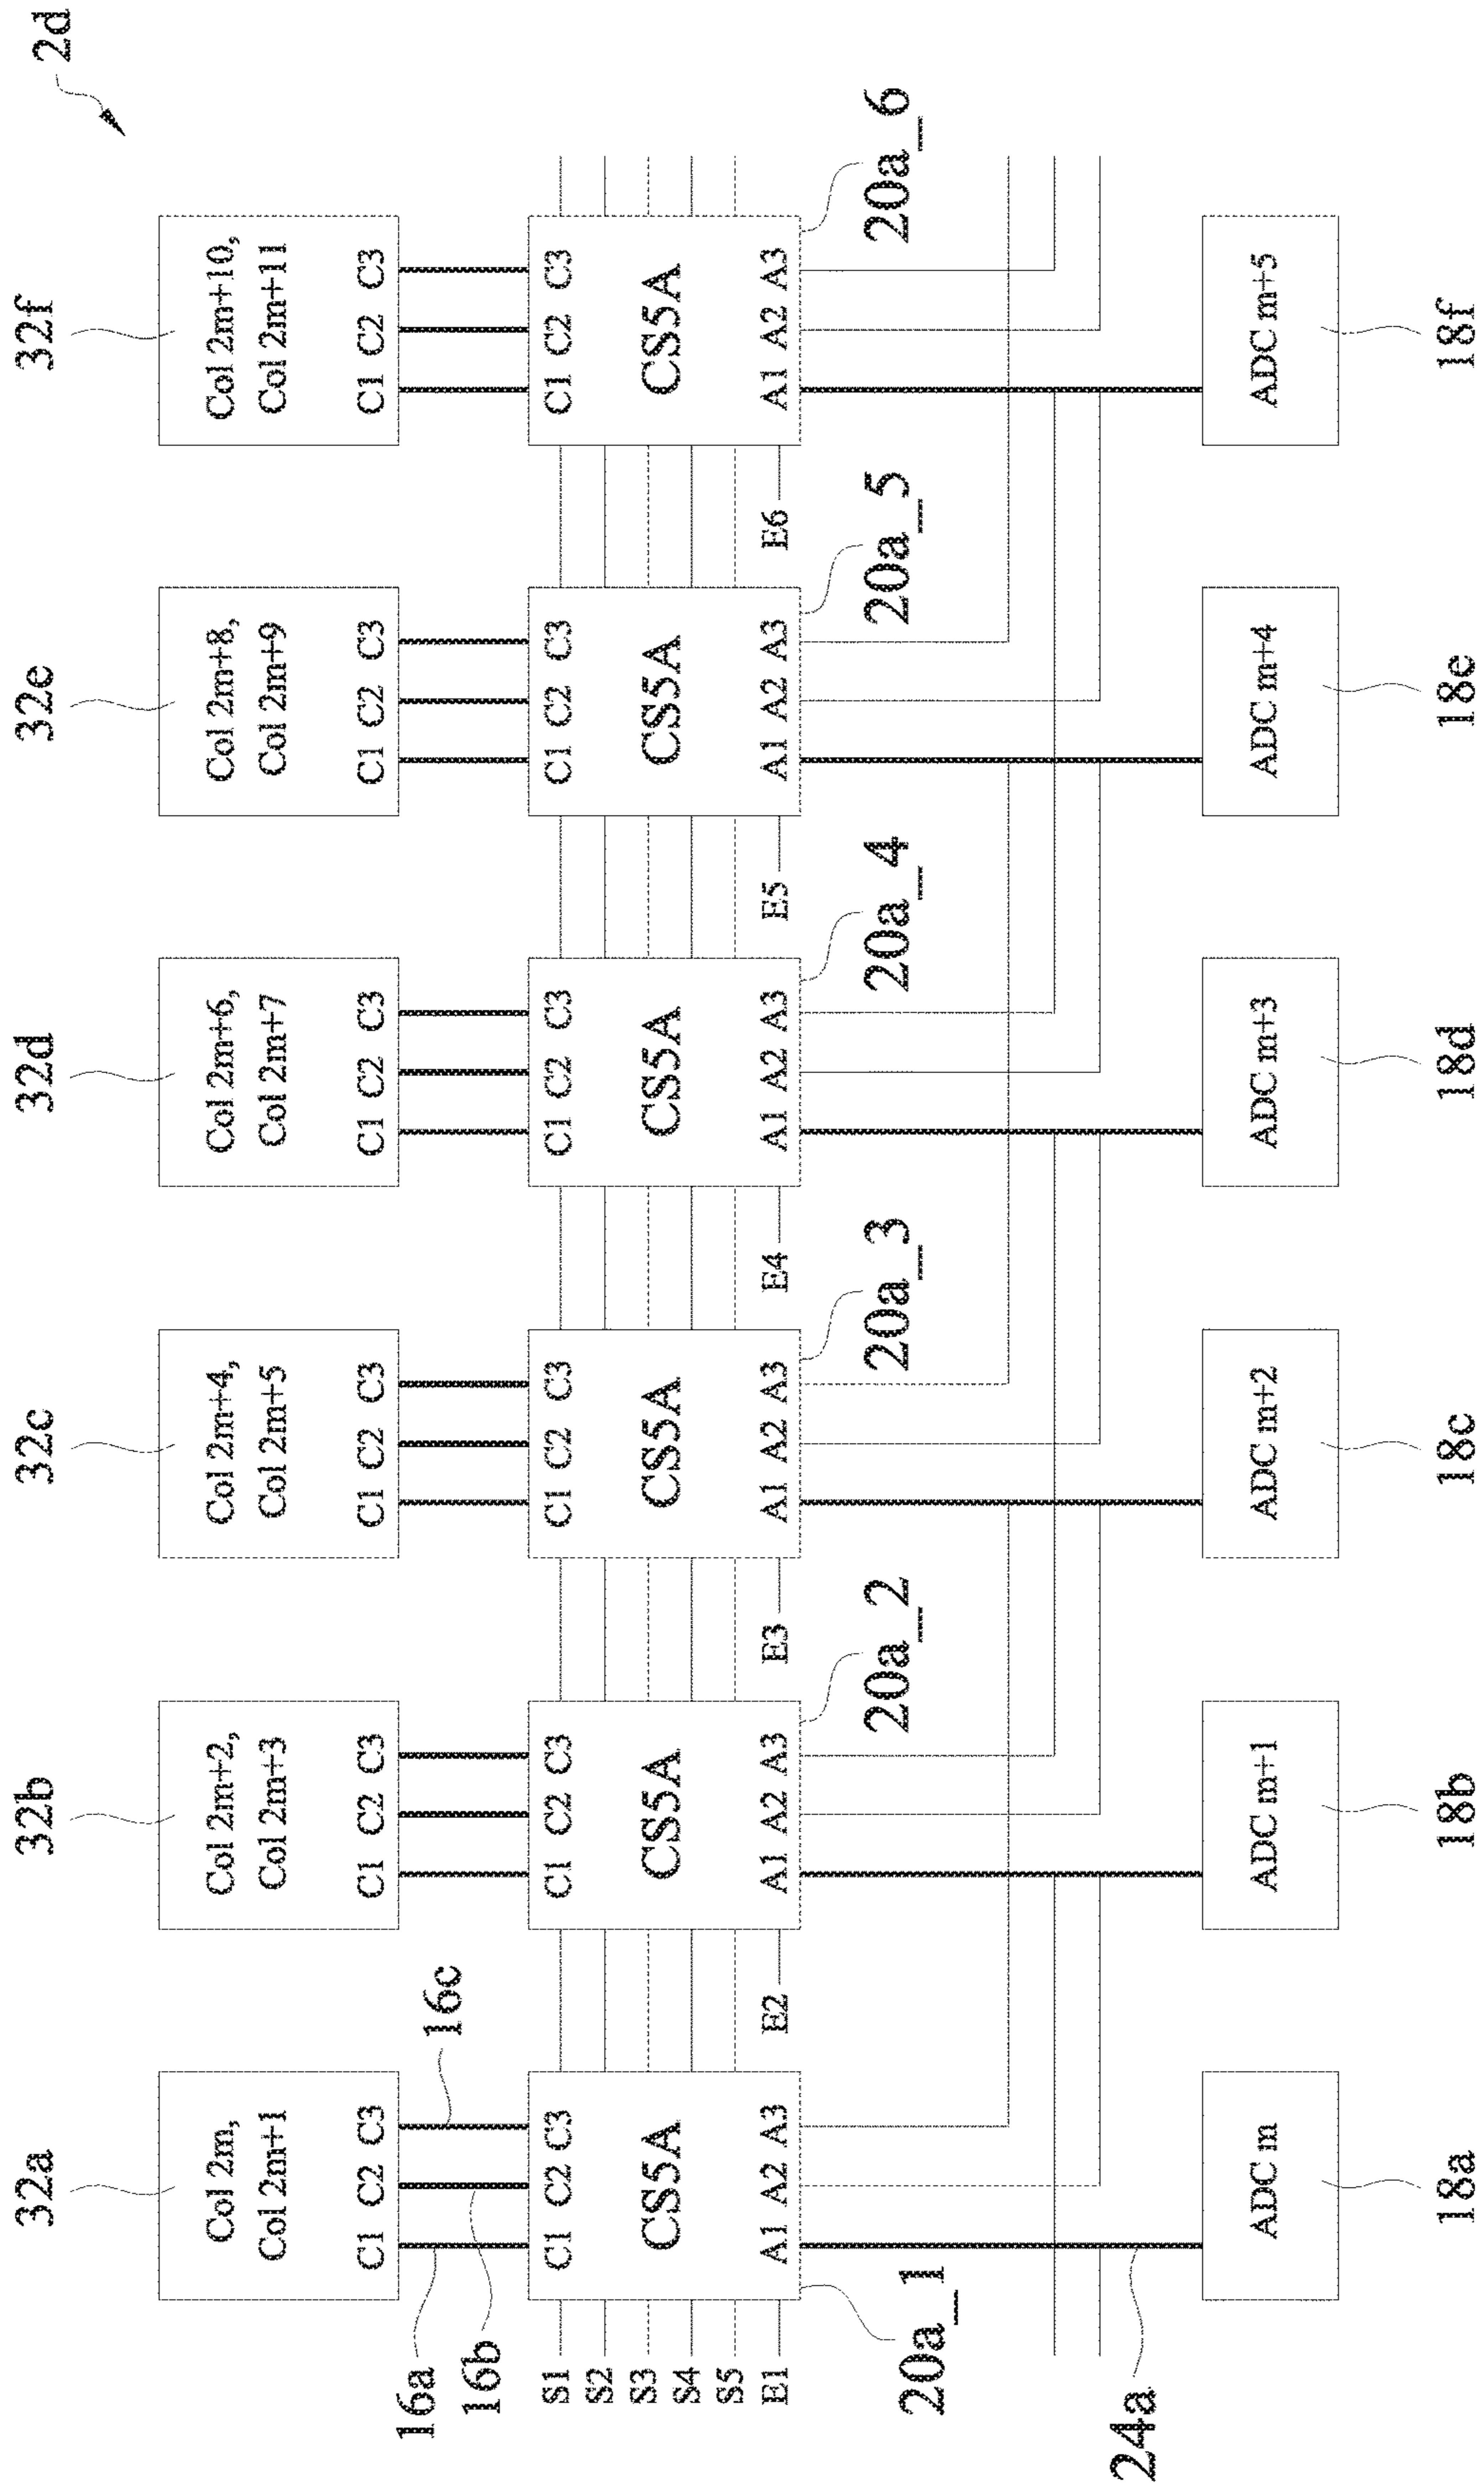 2d
32a 32b 32c 32d 32e 32f
Col 2m, Col 2m+2, Col 2m+4, Col 2m+6, Col 2m+8, Col 2m+10,
Col 2m+1 Col 2m+3 Col 2m+5 Col 2m+7 Col 2m+9 Col 2m+11
C1 C2 C3 C1 C2 C3 C1 C2 C3 C1 C2 C3 C1 C2 C3 C1 C2 C3
16a 16c
16b
C1 C2 C3 C1 C2 C3 C1 C2 C3 C1 C2 C3 C1 C2 C3 C1 C2 C3
S1
S2
S3
CS5A CS5A CS5A CS5A CS5A CS5A
S4
S5
E1 A1 A2 A3 E2 A1 A2 A3 E3 A1 A2 A3 E4 A1 A2 A3 E5 A1 A2 A3 E6 A1 A2 A3
20a_1 20a_2 20a_3 20a_4 20a_5 20a_6
24a
ADC m ADC m+1 ADC m+2 ADC m+3 ADC m+4 ADC m+5
18a 18b 18c 18d 18e 18f